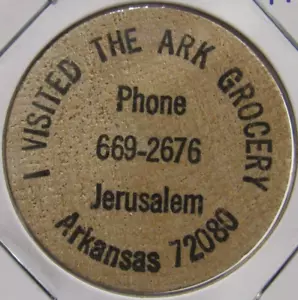 I VISITED THE ARK GROCERY
Phone
669-2676
Jerusalem
Arkansas 72080